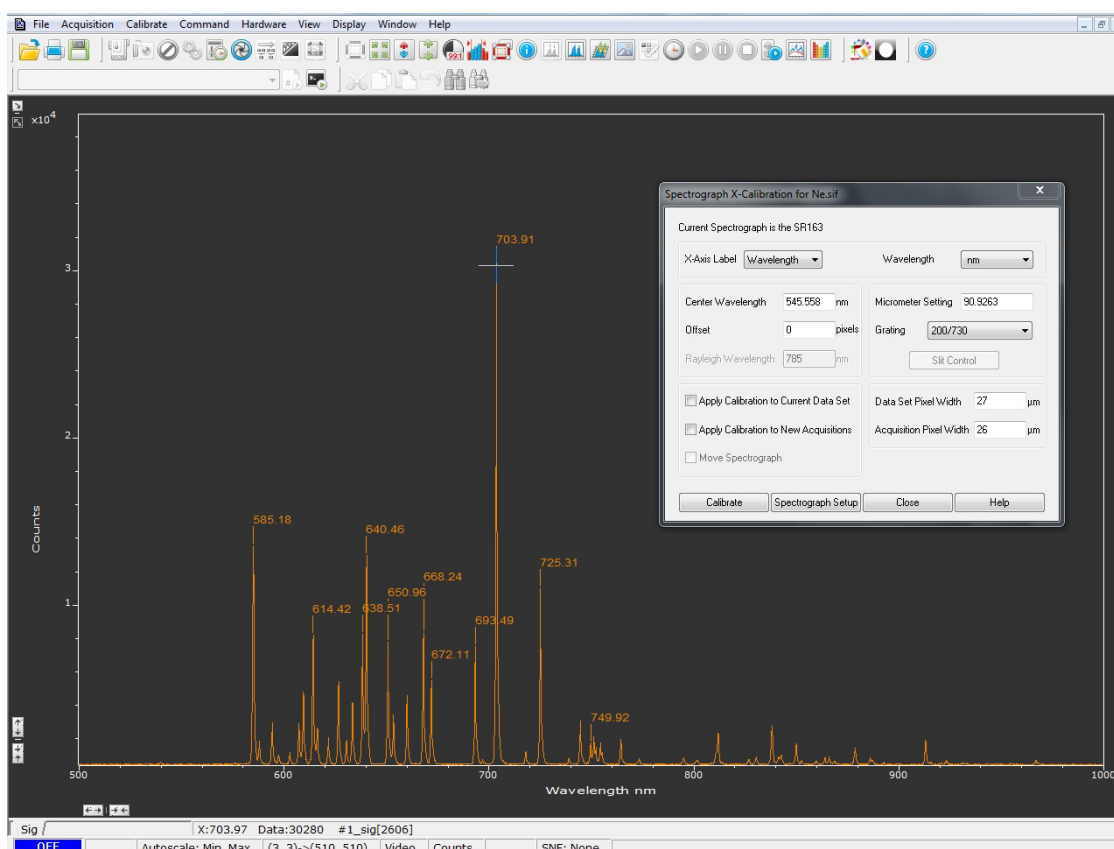 File Acquisition Calibrate Command Hardware View Display Window Help
x10⁴
703.91
3
2
Counts
585.18
640.46
668.24
725.31
650.96
614.42 638.51
693.49
1
672.11
749.92
500 600 700 800 900 1000
Wavelength nm
Spectrograph X-Calibration for Ne.sif
Current Spectrograph is the SR163
X-Axis Label Wavelength Wavelength nm
Center Wavelength 545.558 nm Micrometer Setting 90.9263
Offset 0 pixels Grating 200/730
Rayleigh Wavelength 785 nm Slit Control
Apply Calibration to Current Data Set Data Set Pixel Width 27 µm
Apply Calibration to New Acquisitions Acquisition Pixel Width 26 µm
Move Spectrograph
Calibrate Spectrograph Setup Close Help
Sig X:703.97 Data:30280 #1_sig[2606]
OFF Autoscale: Min..Max (3, 3)->(510, 510) Video Counts SNF: None